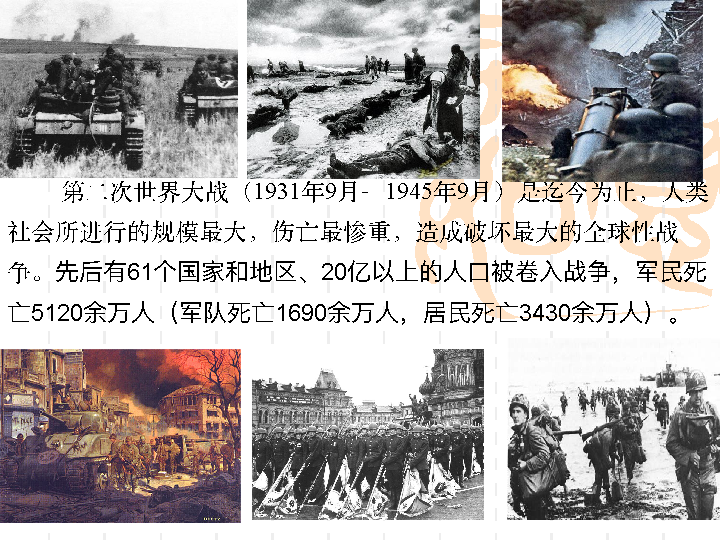 第二次世界大战（1931年9月-1945年9月）是迄今为止，人类
社会所进行的规模最大，伤亡最惨重，造成破坏最大的全球性战
争。先后有61个国家和地区、20亿以上的人口被卷入战争，军民死
亡5120余万人（军队死亡1690余万人，居民死亡3430余万人）。